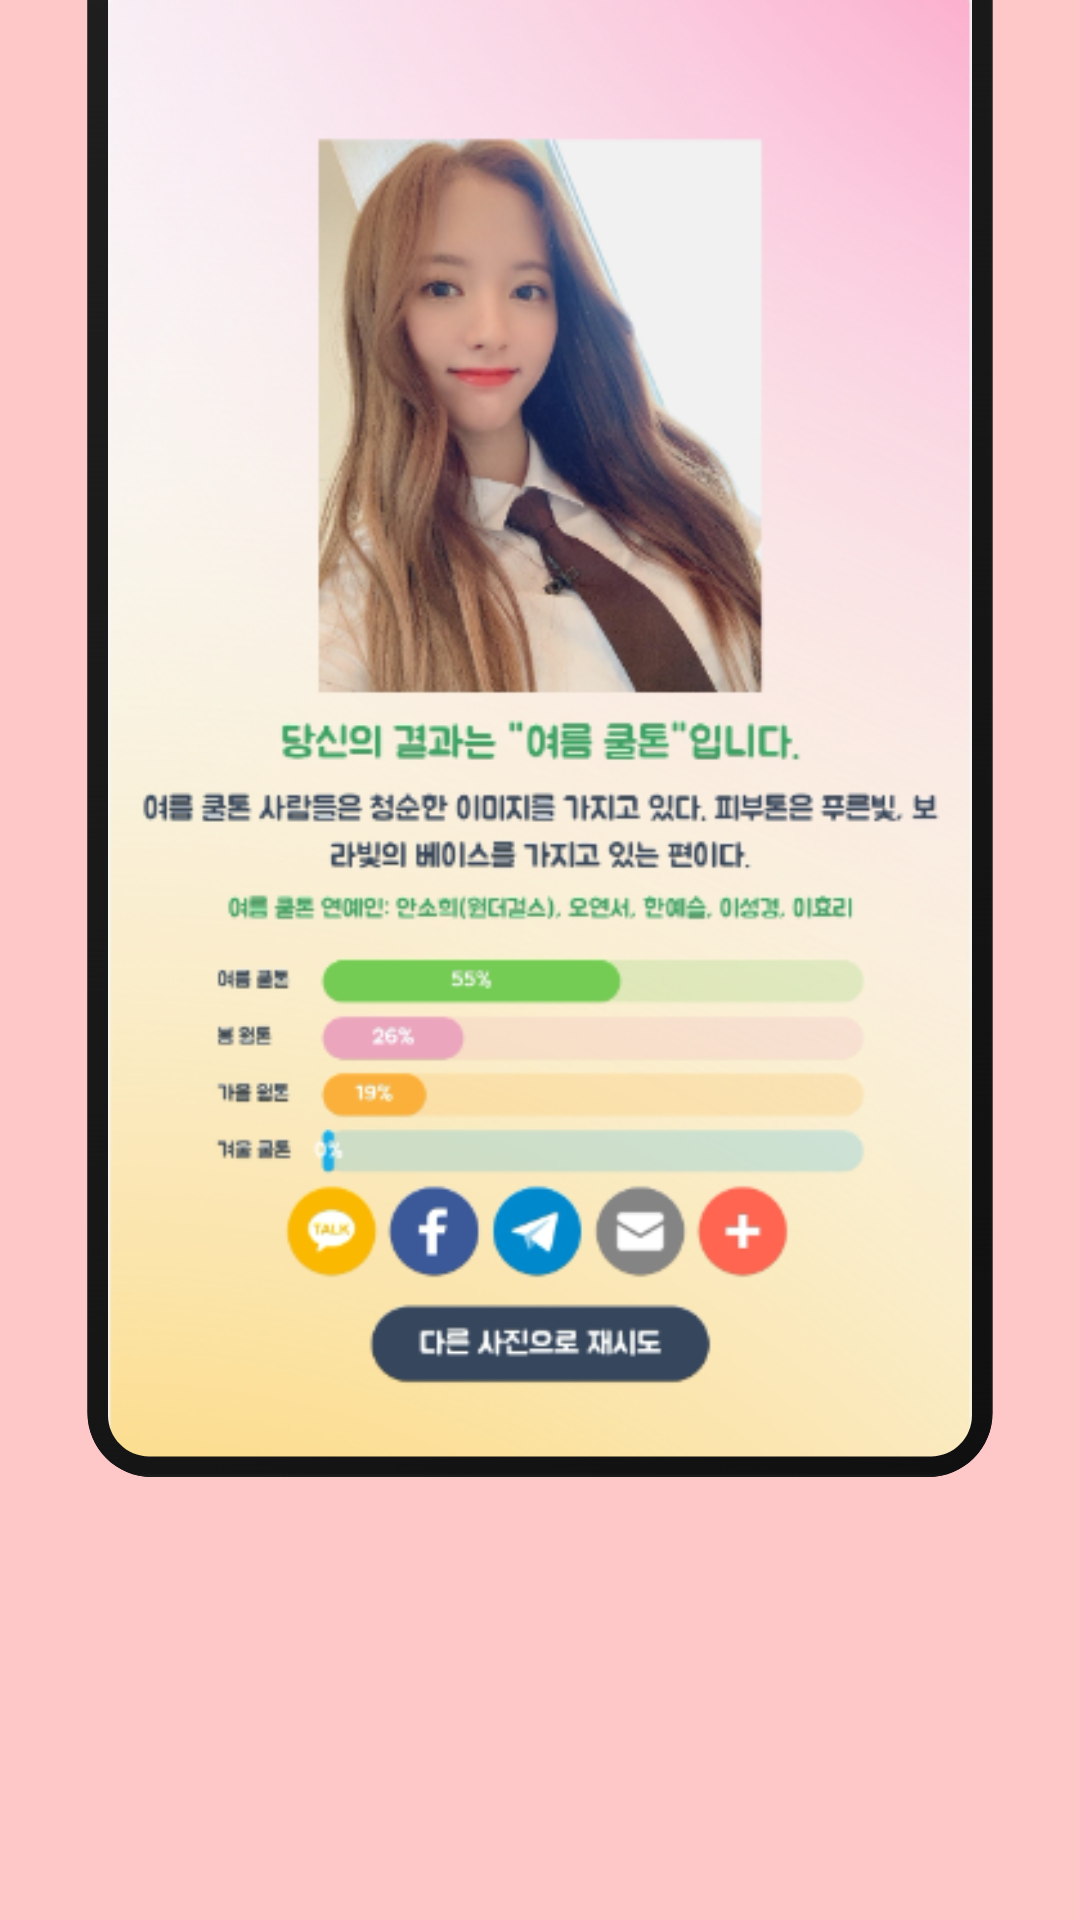 당신의 결과는 "여름 쿨톤"입니다.
여름 쿨톤 사람들은 청순한 이미지를 가지고 있다. 피부톤은 푸른빛, 보
라빛의 베이스를 가지고 있는 편이다.
여름 쿨톤 연예인: 안소희(원더걸스), 오연서, 한예슬, 이성경, 이효리
여름 쿨톤 55%
봄 웜톤 26%
가을 웜톤 19%
겨울 쿨톤 0%
TALK
다른 사진으로 재시도